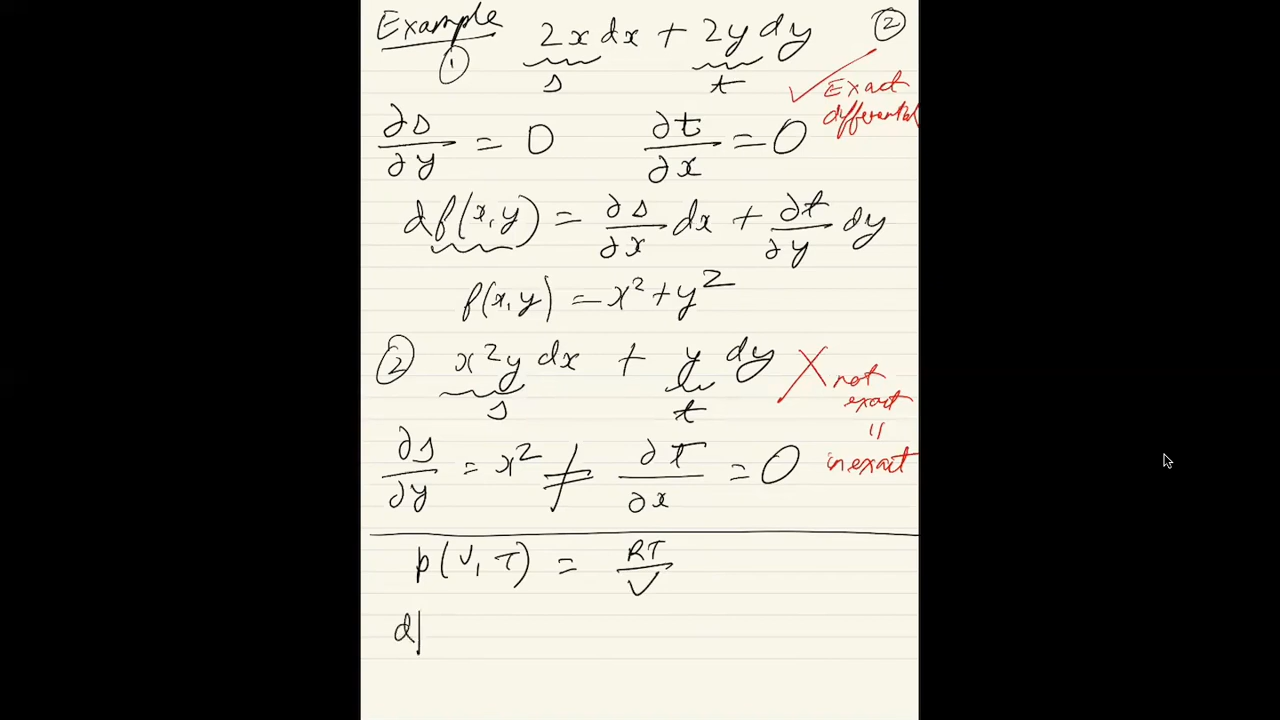 Example 2x dx + 2y dy ②
① s t ✓ Exact
differential
∂s/∂y = 0 ∂t/∂x = 0
df(x,y) = ∂s/∂x dx + ∂t/∂y dy
f(x,y) = x² + y²
② x²y dx + y dy ✗ not
s t exact
=
∂s/∂y = x² ≠ ∂t/∂x = 0 inexact
p(V, T) = RT/V
d